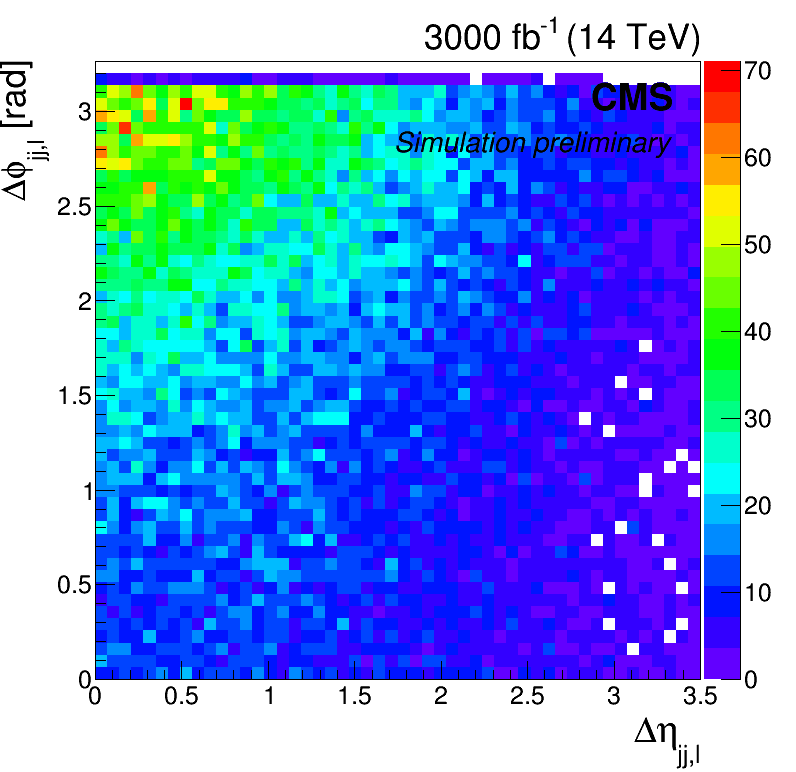 3000 fb-1 (14 TeV)
CMS
Simulation preliminary
Δϕjj,l [rad]
3
2.5
2
1.5
1
0.5
0
0 0.5 1 1.5 2 2.5 3 3.5
Δηjj,l
70
60
50
40
30
20
10
0